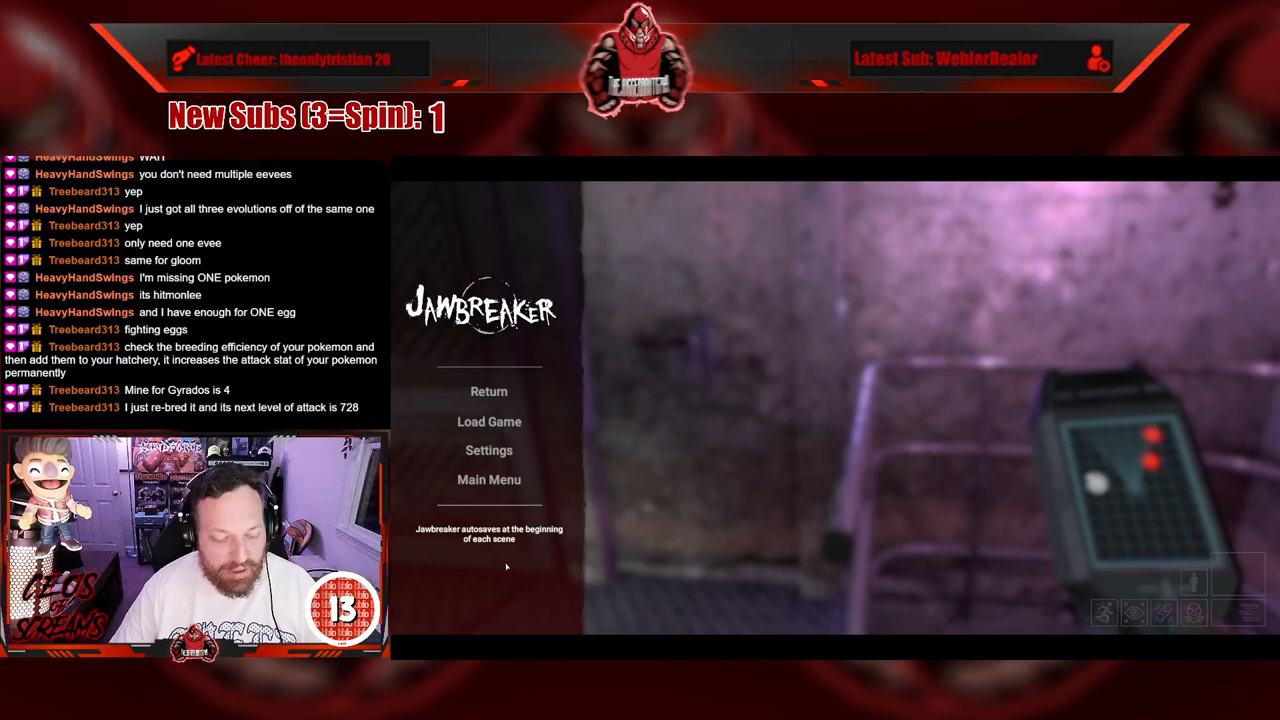 Latest Cheer: theonlytristian 20
Latest Sub: WehlerDealer
New Subs (3=Spin): 1
HeavyHandSwIngs WAIT
HeavyHandSwIngs you don't need multiple eevees
Treebeard313 yep
HeavyHandSwIngs I just got all three evolutions off of the same one
Treebeard313 yep
Treebeard313 only need one evee
Treebeard313 same for gloom
HeavyHandSwIngs I'm missing ONE pokemon
HeavyHandSwIngs its hitmonlee
HeavyHandSwIngs and I have enough for ONE egg
Treebeard313 fighting eggs
Treebeard313 check the breeding efficiency of your pokemon and
then add them to your hatchery, it increases the attack stat of your pokemon
permanently
Treebeard313 Mine for Gyrados is 4
Treebeard313 I just re-bred it and its next level of attack is 728
JAWBREAKER
Return
Load Game
Settings
Main Menu
Jawbreaker autosaves at the beginning
of each scene
CEO'S
OF
SCREAMS
13